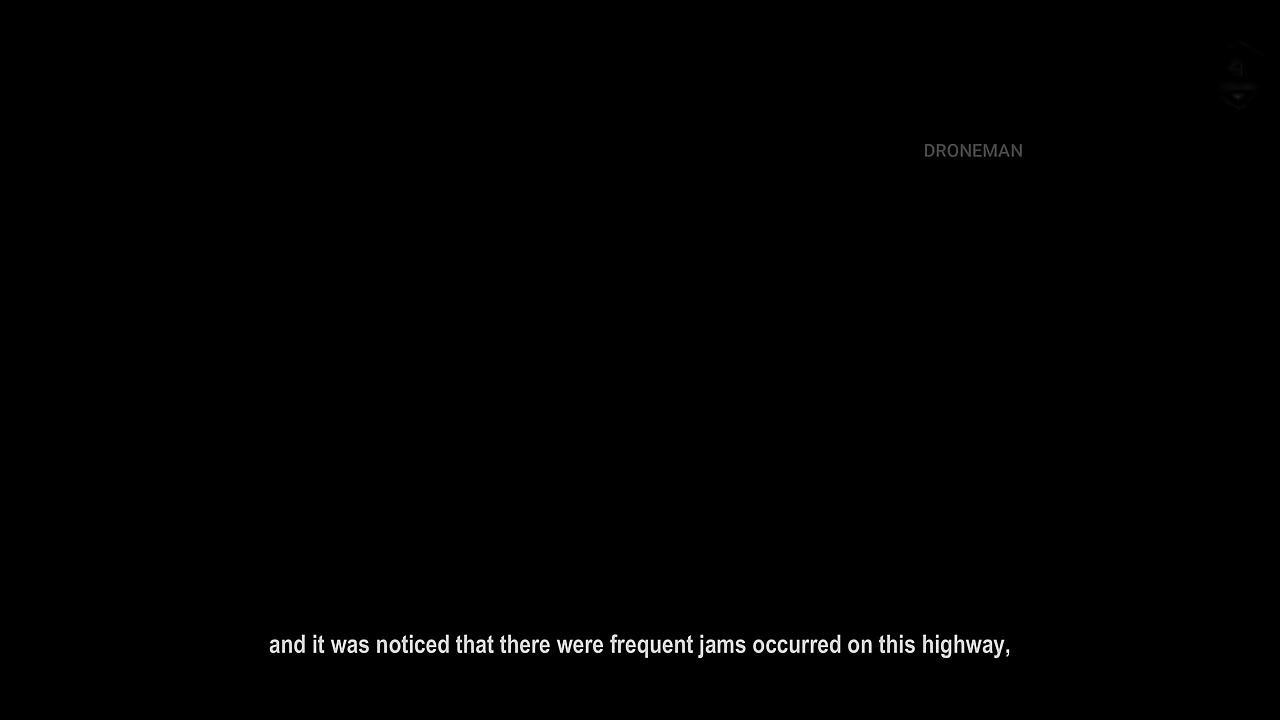 DRONEMAN
and it was noticed that there were frequent jams occurred on this highway,